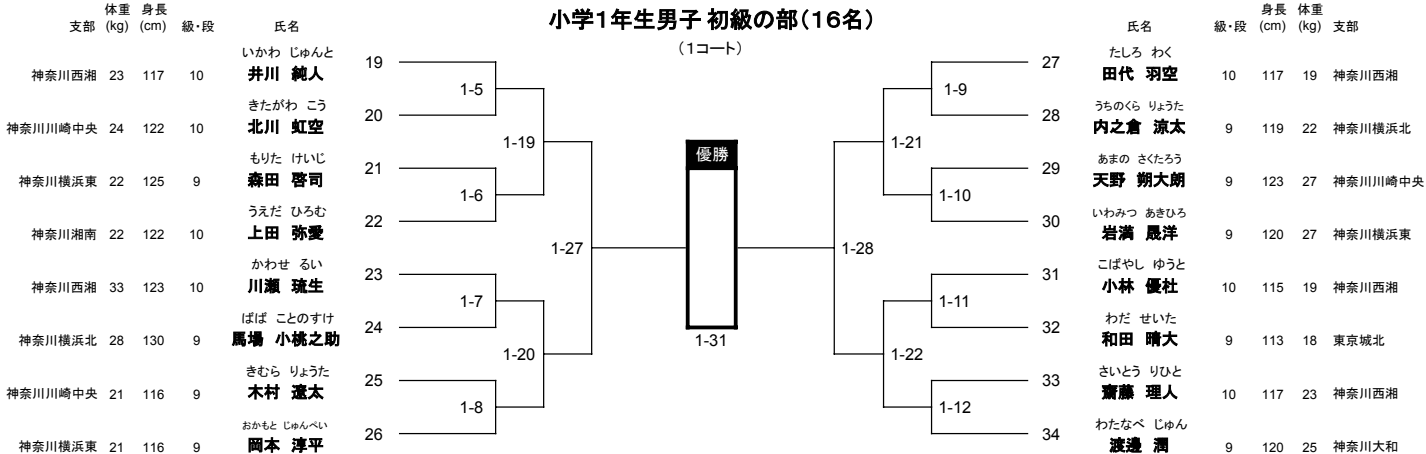 小学1年生男子 初級の部（16名）
（1コート）
支部 体重(kg) 身長(cm) 級・段 氏名
いかわ じゅんと
神奈川西湘 23 117 10 井川 純人 19
きたがわ こう
神奈川川崎中央 24 122 10 北川 虹空 20
もりた けいじ
神奈川横浜東 22 125 9 森田 啓司 21
うえだ ひろむ
神奈川湘南 22 122 10 上田 弥愛 22
かわせ るい
神奈川西湘 33 123 10 川瀬 琉生 23
ばば ことのすけ
神奈川横浜北 28 130 9 馬場 小桃之助 24
きむら りょうた
神奈川川崎中央 21 116 9 木村 遼太 25
おかもと じゅんぺい
神奈川横浜東 21 116 9 岡本 淳平 26
1-5
1-6
1-7
1-8
1-19
1-20
1-27
優勝
1-31
1-28
1-21
1-22
1-9
1-10
1-11
1-12
氏名 級・段 身長(cm) 体重(kg) 支部
たしろ わく
27 田代 羽空 10 117 19 神奈川西湘
うちのくら りょうた
28 内之倉 涼太 9 119 22 神奈川横浜北
あまの さくたろう
29 天野 朔大朗 9 123 27 神奈川川崎中央
いわみつ あきひろ
30 岩満 晟洋 9 120 27 神奈川横浜東
こばやし ゆうと
31 小林 優杜 10 115 19 神奈川西湘
わだ せいた
32 和田 晴大 9 113 18 東京城北
さいとう りひと
33 齋藤 理人 10 117 23 神奈川西湘
わたなべ じゅん
34 渡邊 潤 9 120 25 神奈川大和